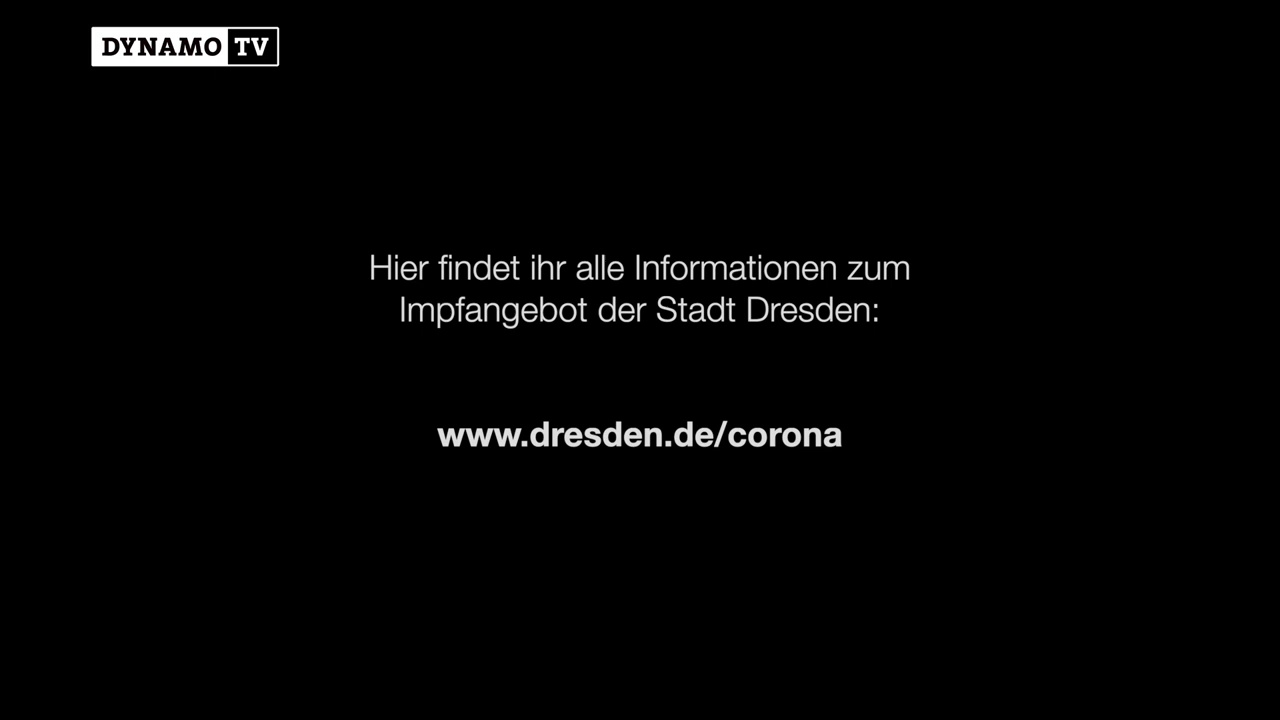 DYNAMO TV
Hier findet ihr alle Informationen zum
Impfangebot der Stadt Dresden:
www.dresden.de/corona